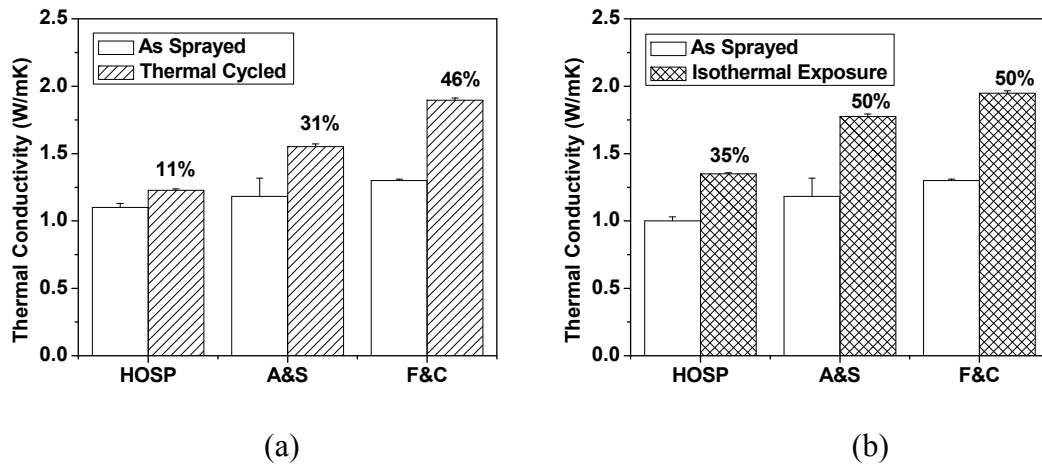 As Sprayed
Thermal Cycled
Thermal Conductivity (W/mK)
2.5
2.0
1.5
1.0
0.5
0.0
11%
31%
46%
HOSP
A&S
F&C
(a)
As Sprayed
Isothermal Exposure
Thermal Conductivity (W/mK)
2.5
2.0
1.5
1.0
0.5
0.0
35%
50%
50%
HOSP
A&S
F&C
(b)